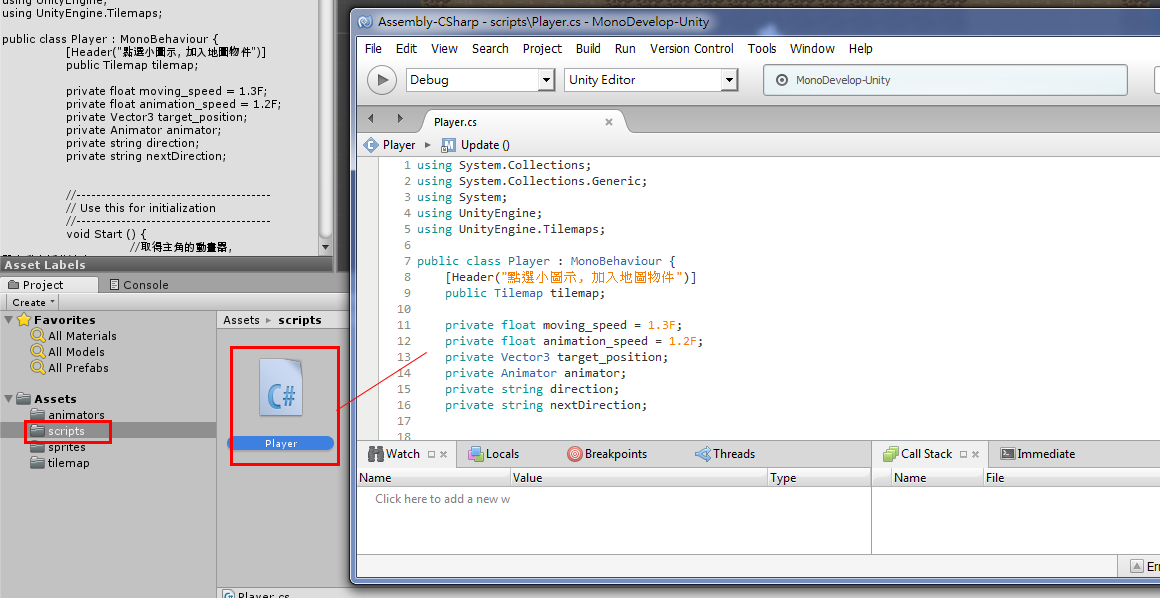 using UnityEngine;
using UnityEngine.Tilemaps;
public class Player : MonoBehaviour {
[Header("點選小圖示, 加入地圖物件")]
public Tilemap tilemap;
private float moving_speed = 1.3F;
private float animation_speed = 1.2F;
private Vector3 target_position;
private Animator animator;
private string direction;
private string nextDirection;
//---------------------------------------
// Use this for initialization
//---------------------------------------
void Start () {
//取得主角的動畫器,
Asset Labels
Project
Console
Create
Favorites
All Materials
All Models
All Prefabs
Assets
animators
scripts
sprites
tilemap
Assets ▸ scripts
C#
Player
Player.cs
Assembly-CSharp - scripts\Player.cs - MonoDevelop-Unity
File Edit View Search Project Build Run Version Control Tools Window Help
Debug
Unity Editor
MonoDevelop-Unity
Player.cs
Player ▸ Update ()
1 using System.Collections;
2 using System.Collections.Generic;
3 using System;
4 using UnityEngine;
5 using UnityEngine.Tilemaps;
6
7 public class Player : MonoBehaviour {
8 [Header("點選小圖示, 加入地圖物件")]
9 public Tilemap tilemap;
10
11 private float moving_speed = 1.3F;
12 private float animation_speed = 1.2F;
13 private Vector3 target_position;
14 private Animator animator;
15 private string direction;
16 private string nextDirection;
17
18
Watch
Locals
Breakpoints
Threads
Call Stack
Immediate
Name Value Type
Name File
Click here to add a new w